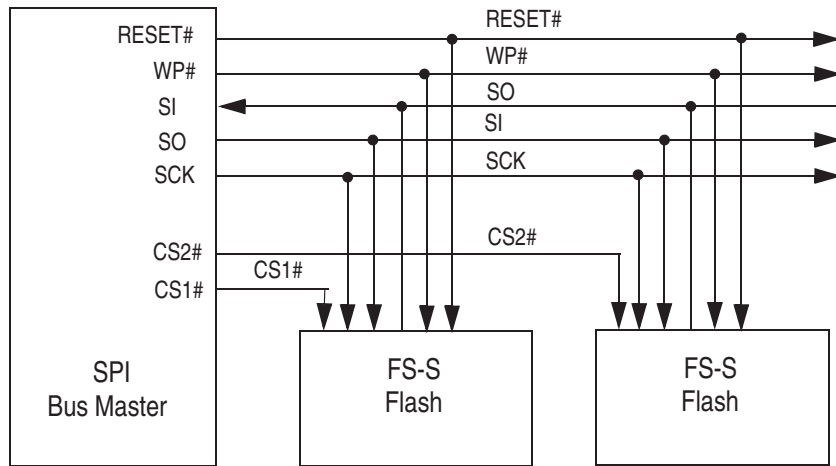 RESET#
RESET#
WP#
WP#
SI
SO
SO
SI
SCK
SCK
CS2#
CS2#
CS1#
CS1#
SPI
Bus Master
FS-S
Flash
FS-S
Flash